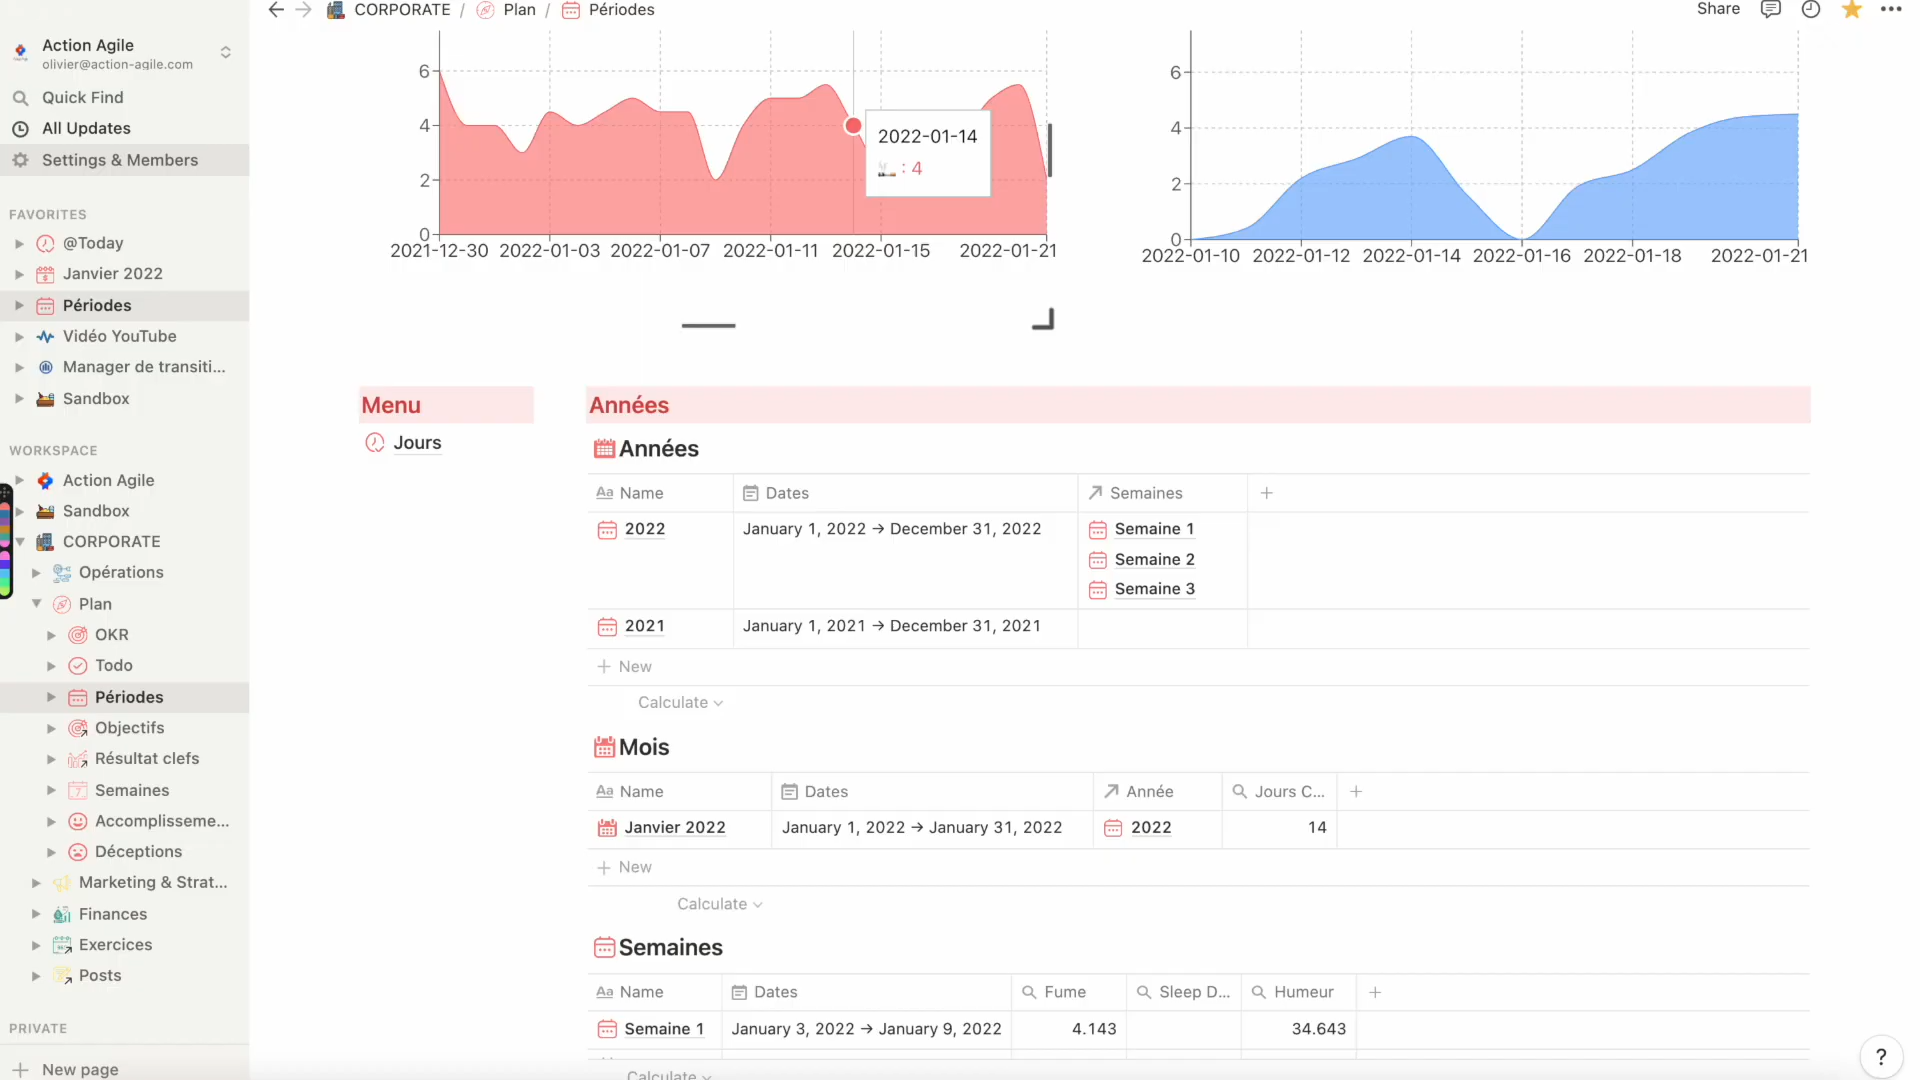 CORPORATE / Plan / Périodes
Share
Action Agile
olivier@action-agile.com
Quick Find
All Updates
Settings & Members
FAVORITES
@Today
Janvier 2022
Périodes
Vidéo YouTube
Manager de transiti...
Sandbox
WORKSPACE
Action Agile
Sandbox
CORPORATE
Opérations
Plan
OKR
Todo
Périodes
Objectifs
Résultat clefs
Semaines
Accomplisseme...
Déceptions
Marketing & Strat...
Finances
Exercices
Posts
PRIVATE
New page
6
4
2
0
2021-12-30 2022-01-03 2022-01-07 2022-01-11 2022-01-15 2022-01-21
2022-01-14
: 4
6
4
2
0
2022-01-10 2022-01-12 2022-01-14 2022-01-16 2022-01-18 2022-01-21
Menu
Jours
Années
Années
Aa Name Dates Semaines +
2022 January 1, 2022 → December 31, 2022 Semaine 1
Semaine 2
Semaine 3
2021 January 1, 2021 → December 31, 2021
+ New
Calculate
Mois
Aa Name Dates Année Jours C... +
Janvier 2022 January 1, 2022 → January 31, 2022 2022 14
+ New
Calculate
Semaines
Aa Name Dates Fume Sleep D... Humeur +
Semaine 1 January 3, 2022 → January 9, 2022 4.143 34.643
Calculate
?